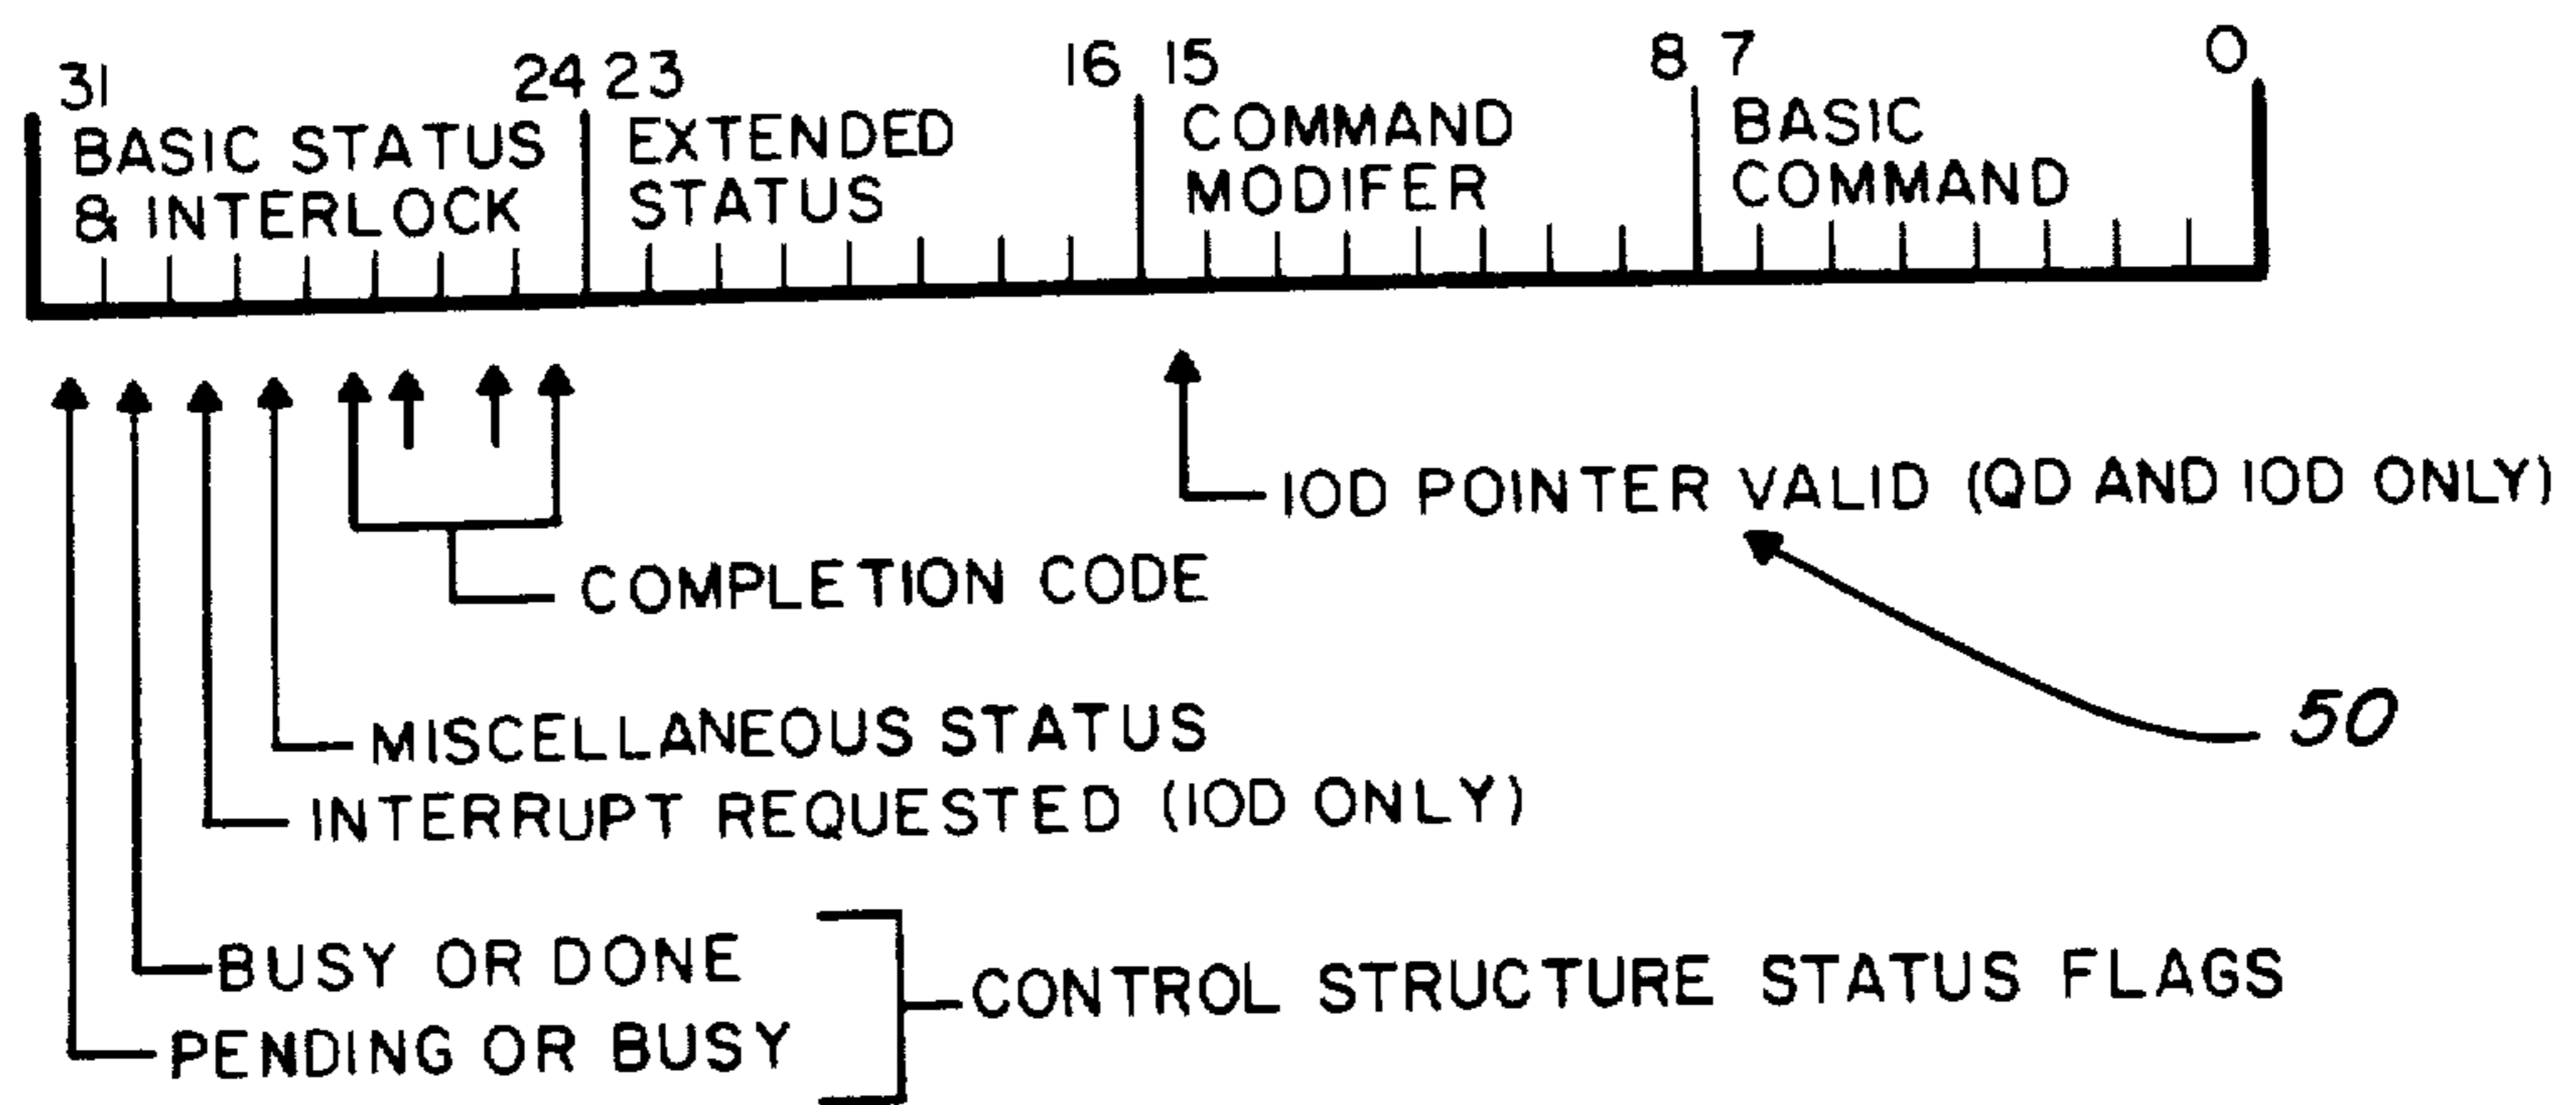 31 24 23 16 15 8 7 0
BASIC STATUS
& INTERLOCK
EXTENDED
STATUS
COMMAND
MODIFER
BASIC
COMMAND
IOD POINTER VALID (QD AND IOD ONLY)
COMPLETION CODE
50
MISCELLANEOUS STATUS
INTERRUPT REQUESTED (IOD ONLY)
BUSY OR DONE
PENDING OR BUSY
CONTROL STRUCTURE STATUS FLAGS